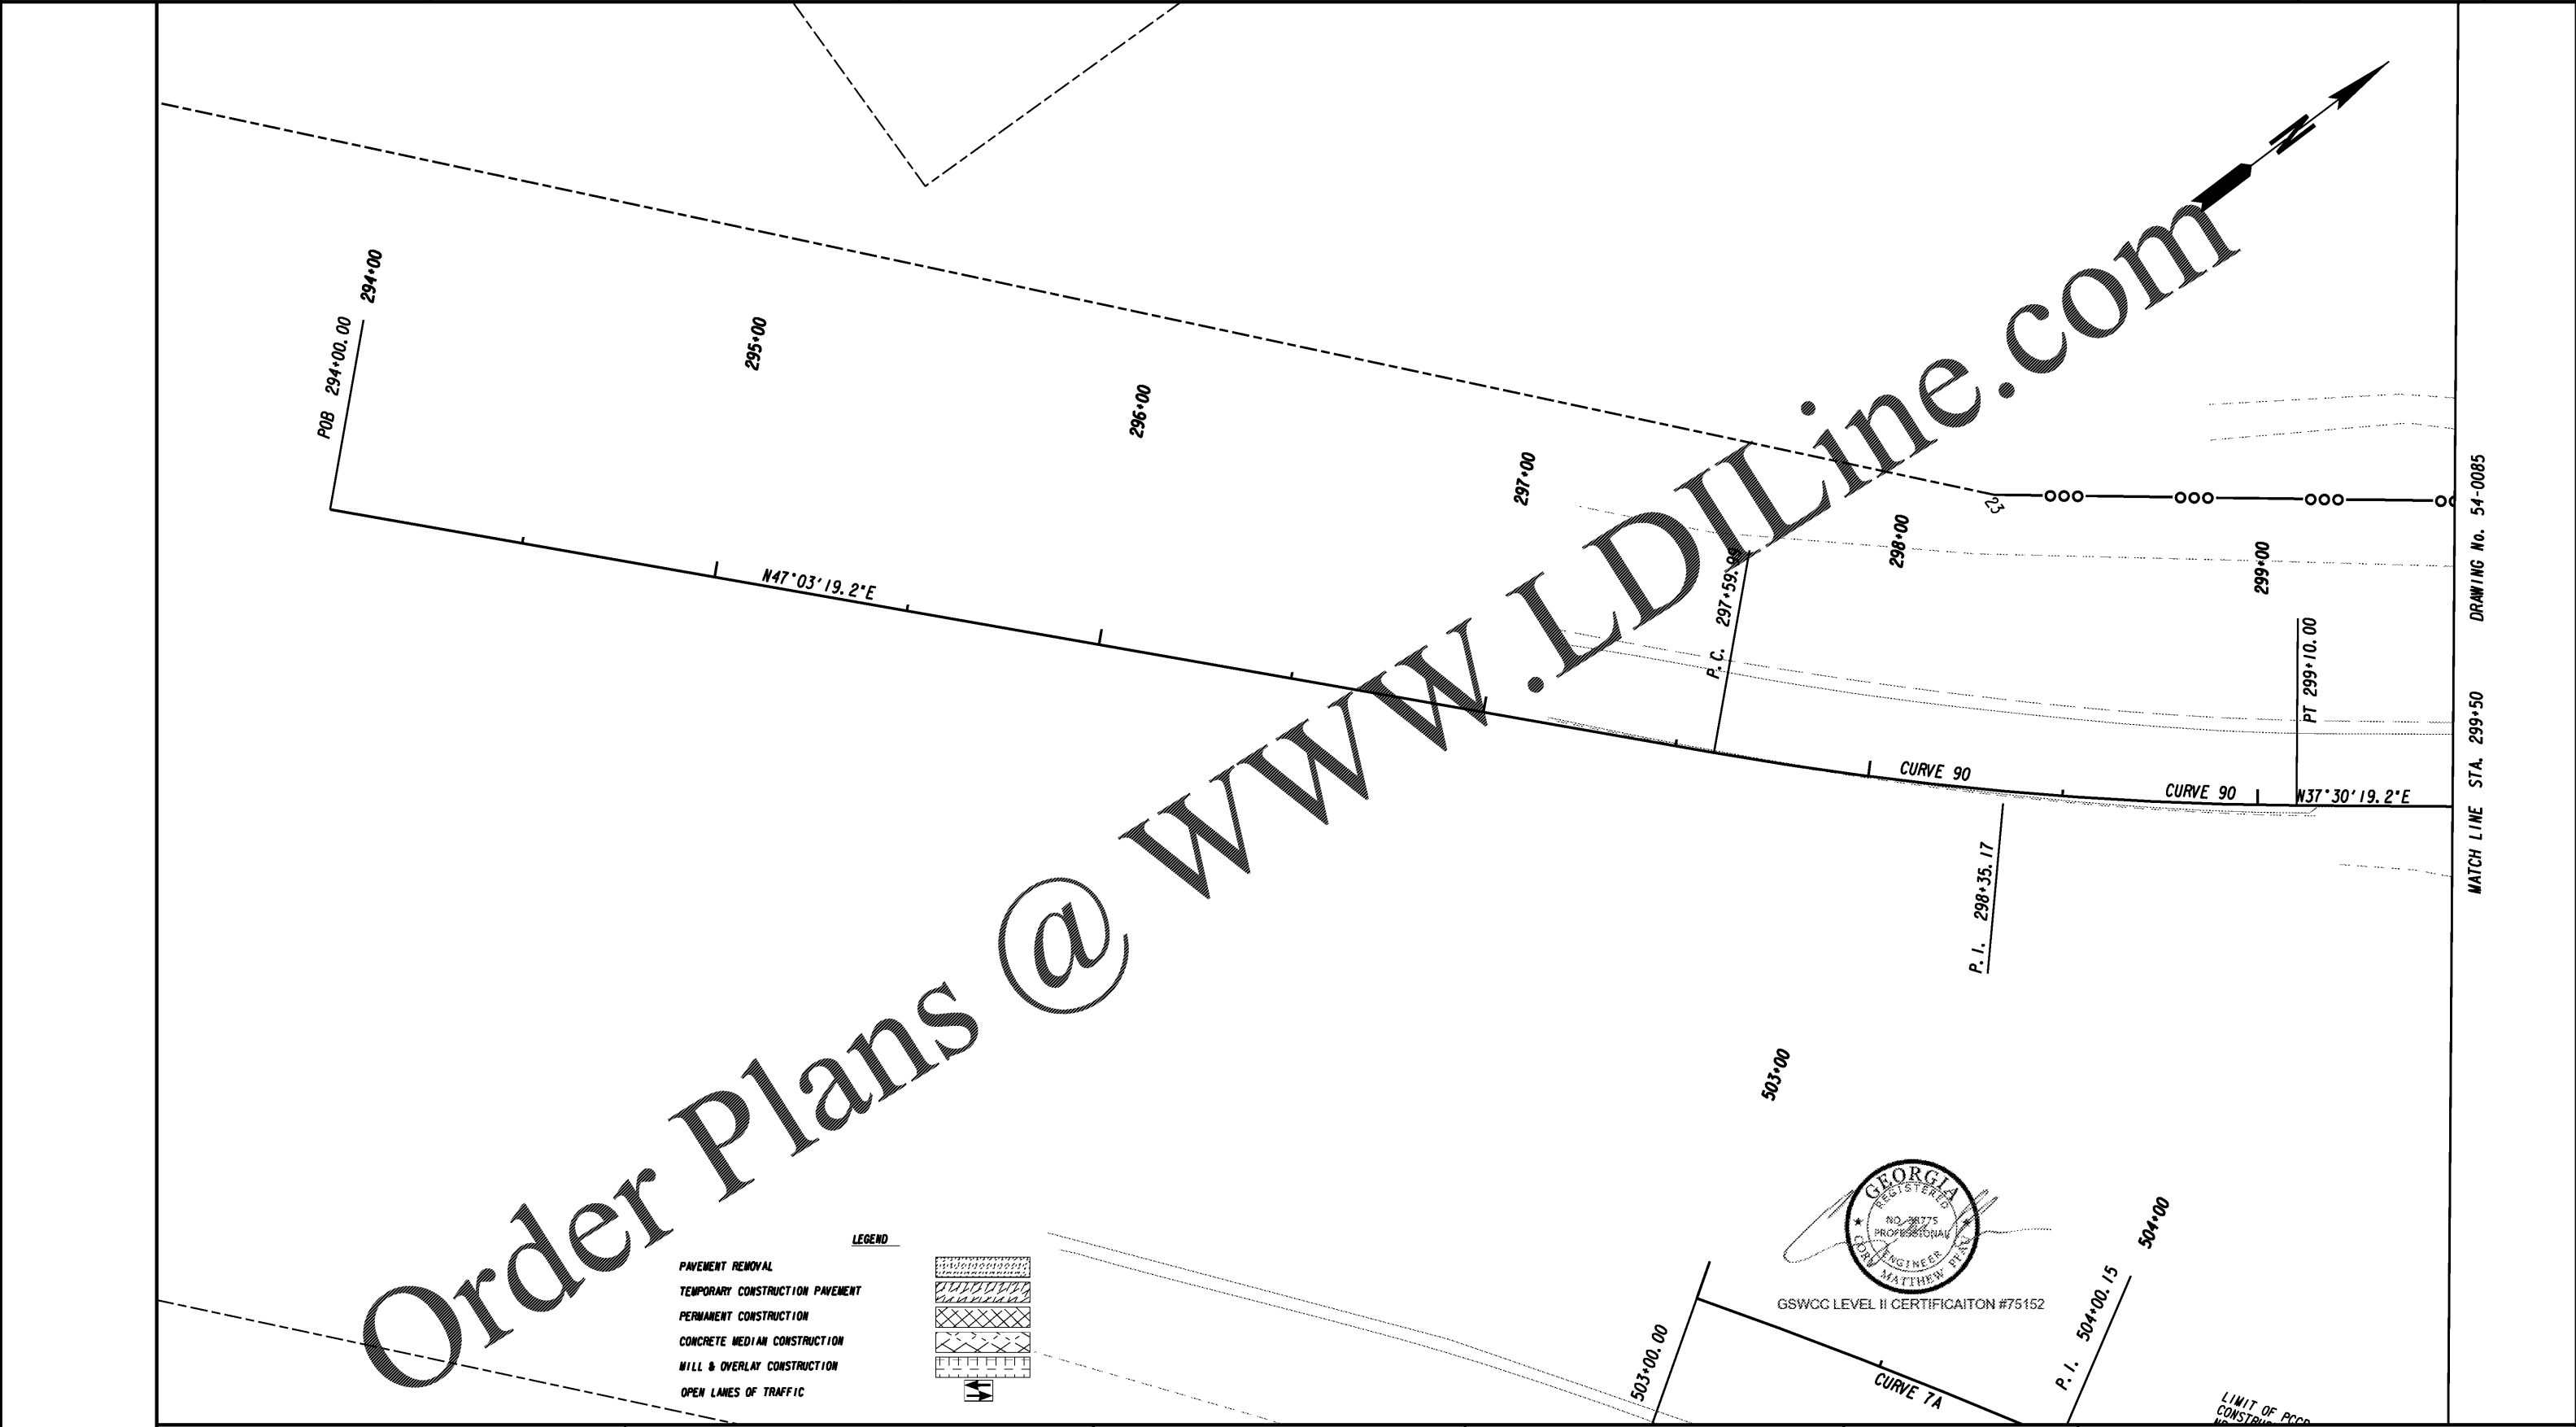 N
294+00
POB 294+00.00
295+00
296+00
297+00
298+00
299+00
23
N47°03'19.2"E
P.C. 297+59.99
CURVE 90
CURVE 90
PT 299+10.00
N37°30'19.2"E
P.I. 298+35.17
MATCH LINE STA. 299+50 DRAWING No. 54-0085
Order Plans @ WWW.LDILine.com
503+00
504+00
503+00.00
P.I. 504+00.15
CURVE 7A
LIMIT OF PCCP
GEORGIA
REGISTERED
PROFESSIONAL
ENGINEER
MATTHEW
GSWCC LEVEL II CERTIFICAITON #75152
LEGEND
PAVEMENT REMOVAL
TEMPORARY CONSTRUCTION PAVEMENT
PERMANENT CONSTRUCTION
CONCRETE MEDIAN CONSTRUCTION
MILL & OVERLAY CONSTRUCTION
OPEN LANES OF TRAFFIC